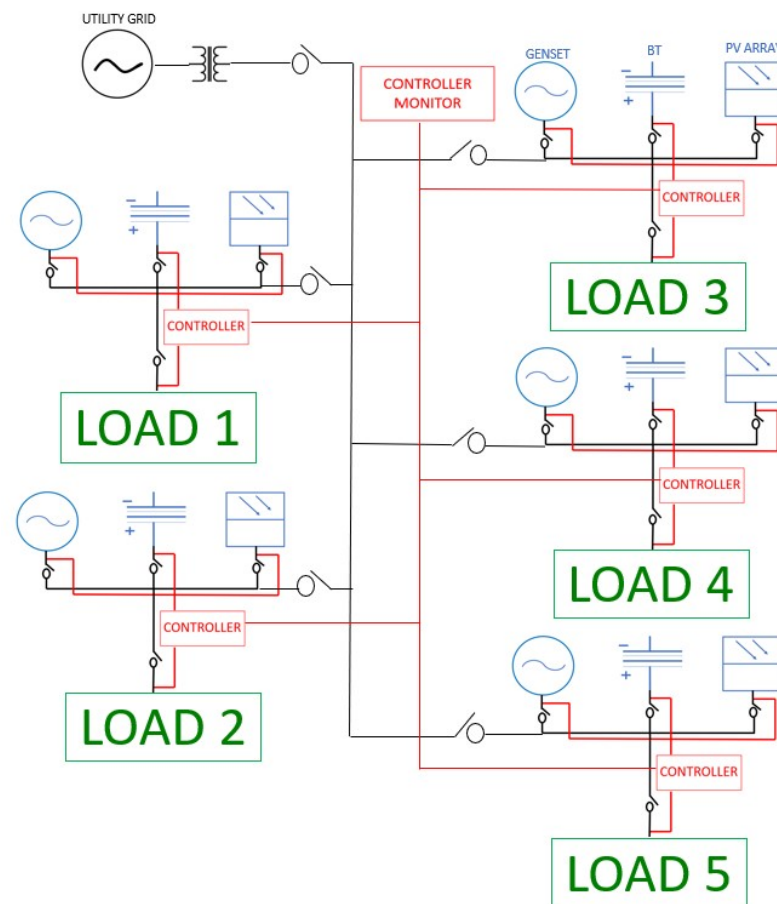 UTILITY GRID
GENSET
BT
PV ARRAY
CONTROLLER
MONITOR
-
+
CONTROLLER
LOAD 3
-
+
CONTROLLER
LOAD 1
-
+
CONTROLLER
LOAD 4
-
+
CONTROLLER
LOAD 2
-
+
CONTROLLER
LOAD 5